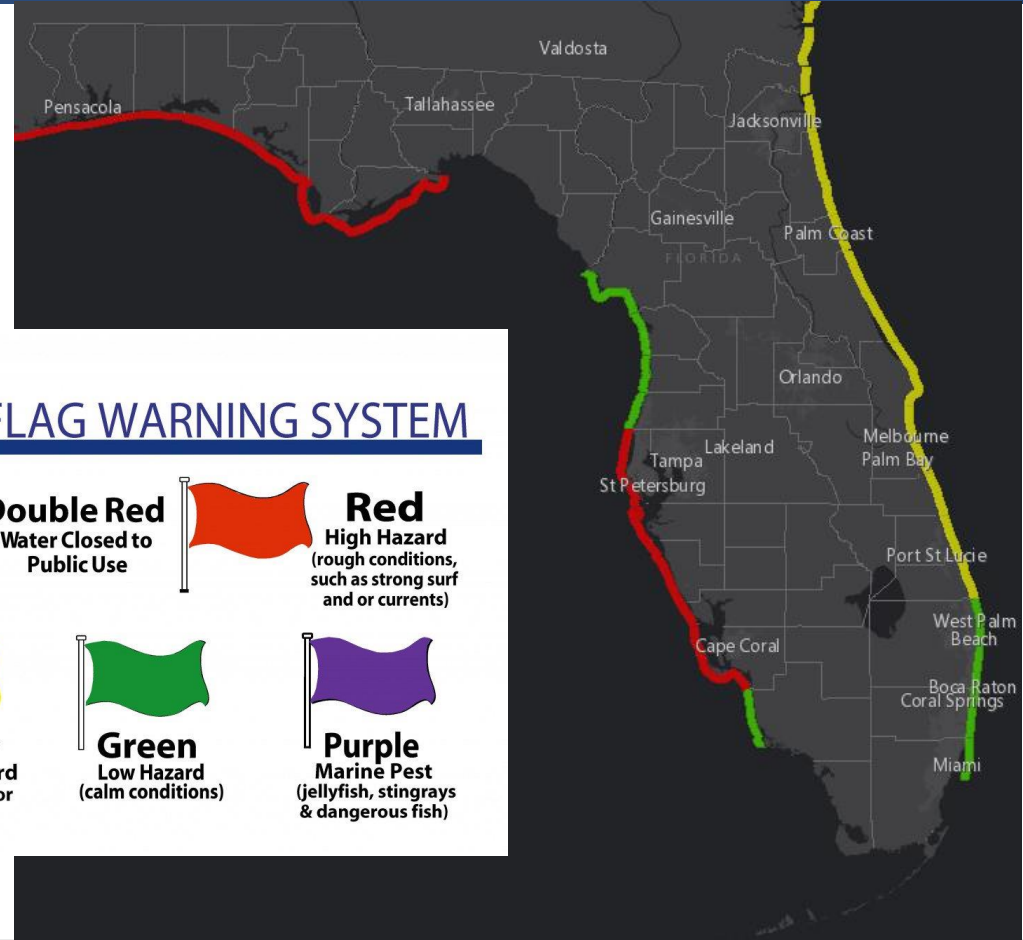 Valdosta
Pensacola
Tallahassee
Jacksonville
Gainesville
Palm Coast
FLORIDA
Orlando
Melbourne
Palm Bay
Lakeland
Tampa
St Petersburg
Port St Lucie
West Palm
Beach
Cape Coral
Boca Raton
Coral Springs
Miami
FLAG WARNING SYSTEM
Double Red
Water Closed to
Public Use
Red
High Hazard
(rough conditions,
such as strong surf
and or currents)
rd
or
Green
Low Hazard
(calm conditions)
Purple
Marine Pest
(jellyfish, stingrays
& dangerous fish)